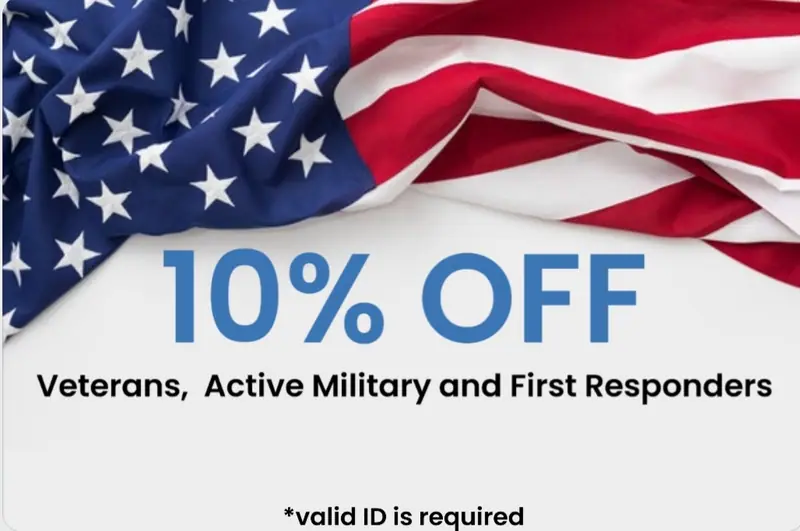 10% OFF
Veterans,  Active Military and First Responders
*valid ID is required